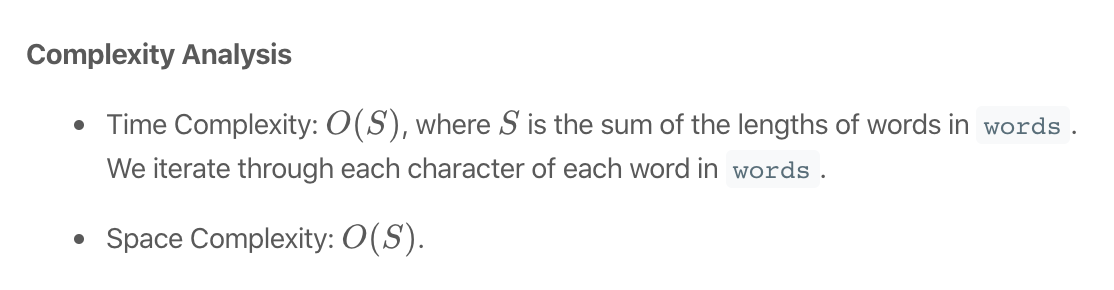 Complexity Analysis
• Time Complexity: O(S), where S is the sum of the lengths of words in words .
We iterate through each character of each word in words .
• Space Complexity: O(S).